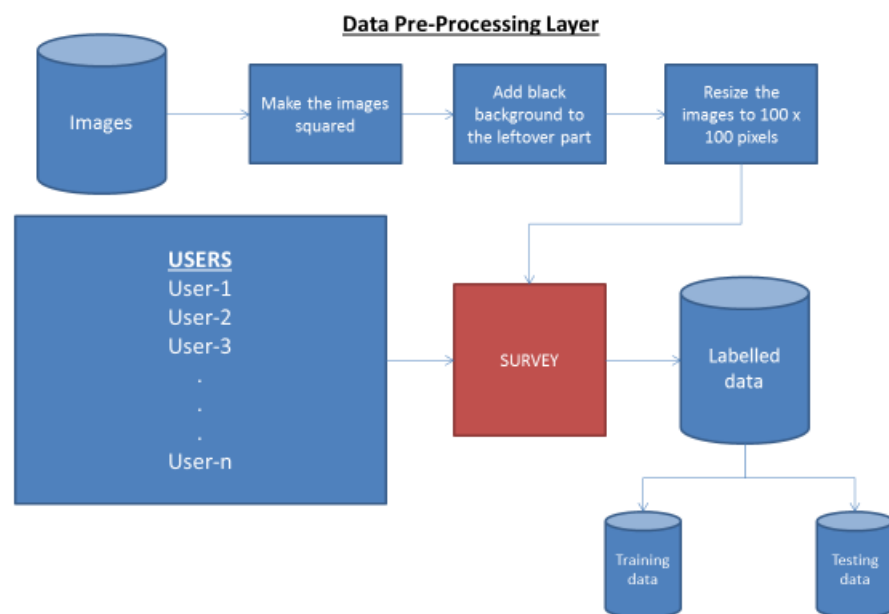 Data Pre-Processing Layer
Images
Make the images
squared
Add black
background to
the leftover part
Resize the
images to 100 x
100 pixels
USERS
User-1
User-2
User-3
.
.
.
User-n
SURVEY
Labelled
data
Training
data
Testing
data